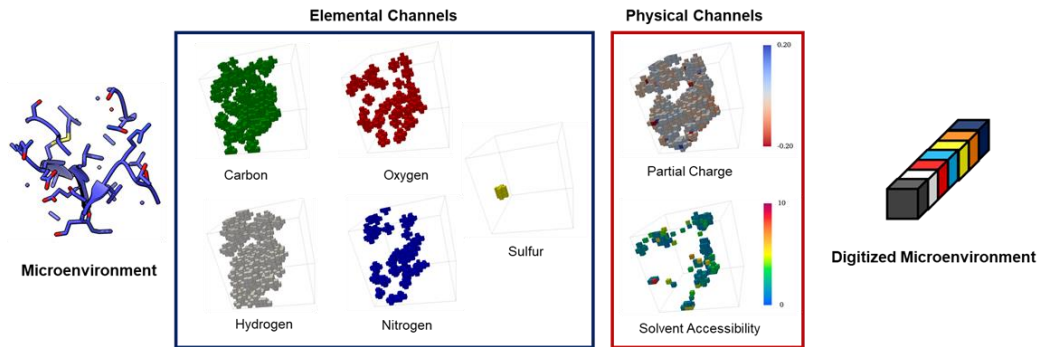 Elemental Channels
Physical Channels
Carbon
Oxygen
Sulfur
Hydrogen
Nitrogen
0.20
-0.20
Partial Charge
10
0
Solvent Accessibility
Microenvironment
Digitized Microenvironment